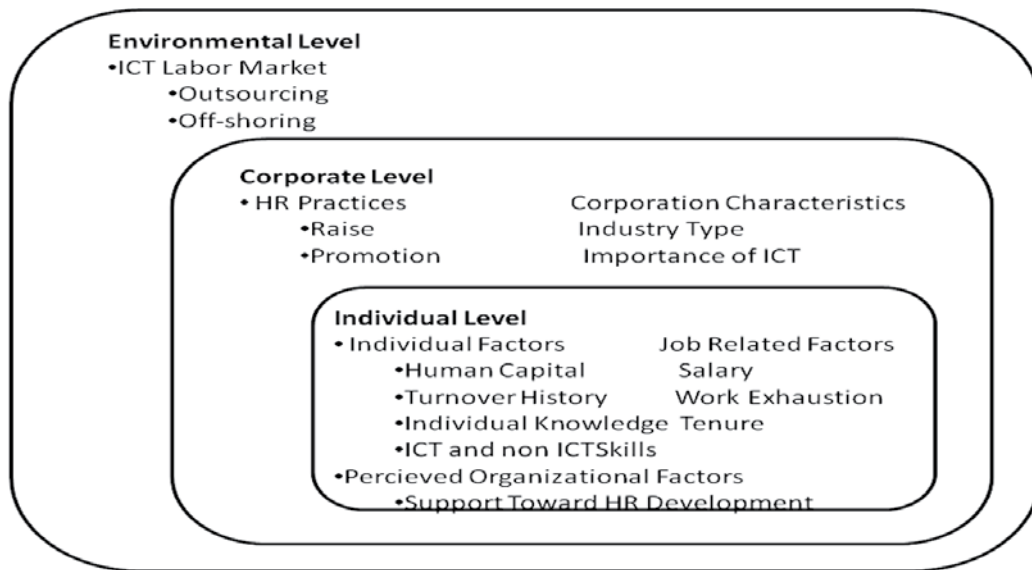 Environmental Level
•ICT Labor Market
•Outsourcing
•Off-shoring
Corporate Level
• HR Practices Corporation Characteristics
•Raise Industry Type
•Promotion Importance of ICT
Individual Level
• Individual Factors Job Related Factors
•Human Capital Salary
•Turnover History Work Exhaustion
•Individual Knowledge Tenure
•ICT and non ICTSkills
•Percieved Organizational Factors
•Support Toward HR Development